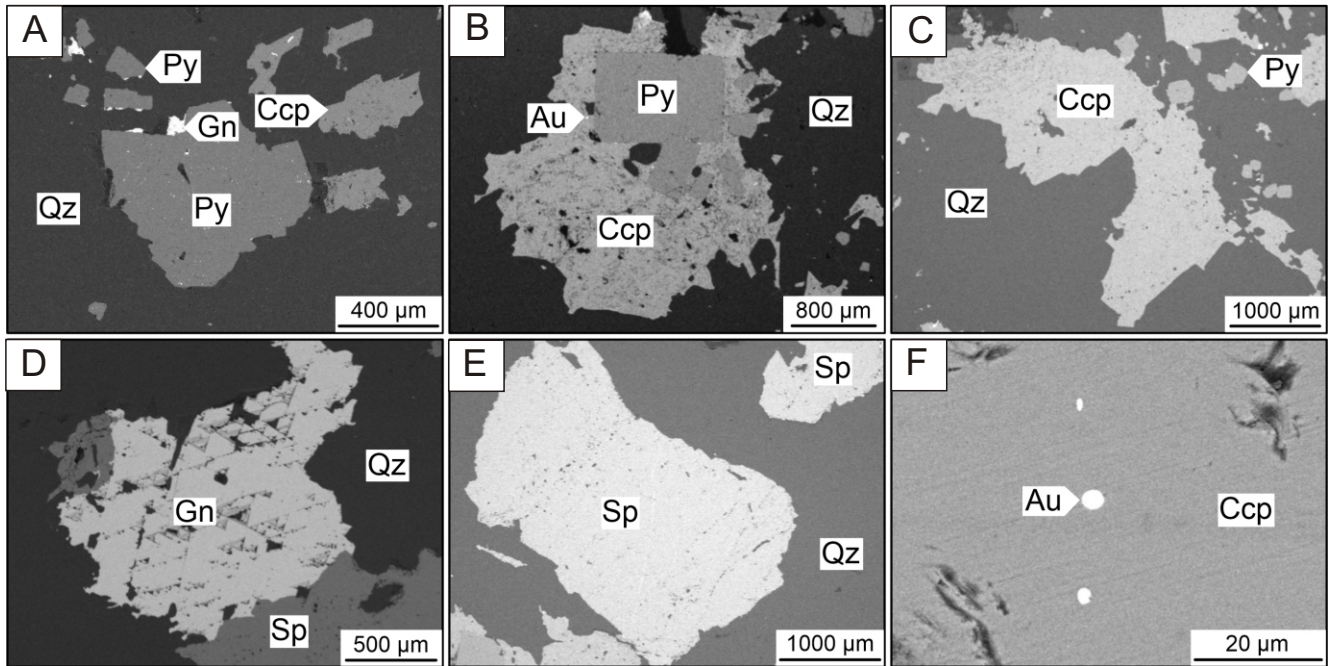 A
Py
Ccp
Gn
Qz
Py
400 µm
B
Py
Au
Qz
Ccp
800 µm
C
Py
Ccp
Qz
1000 µm
D
Qz
Gn
Sp
500 µm
E
Sp
Sp
Qz
1000 µm
F
Au
Ccp
20 µm